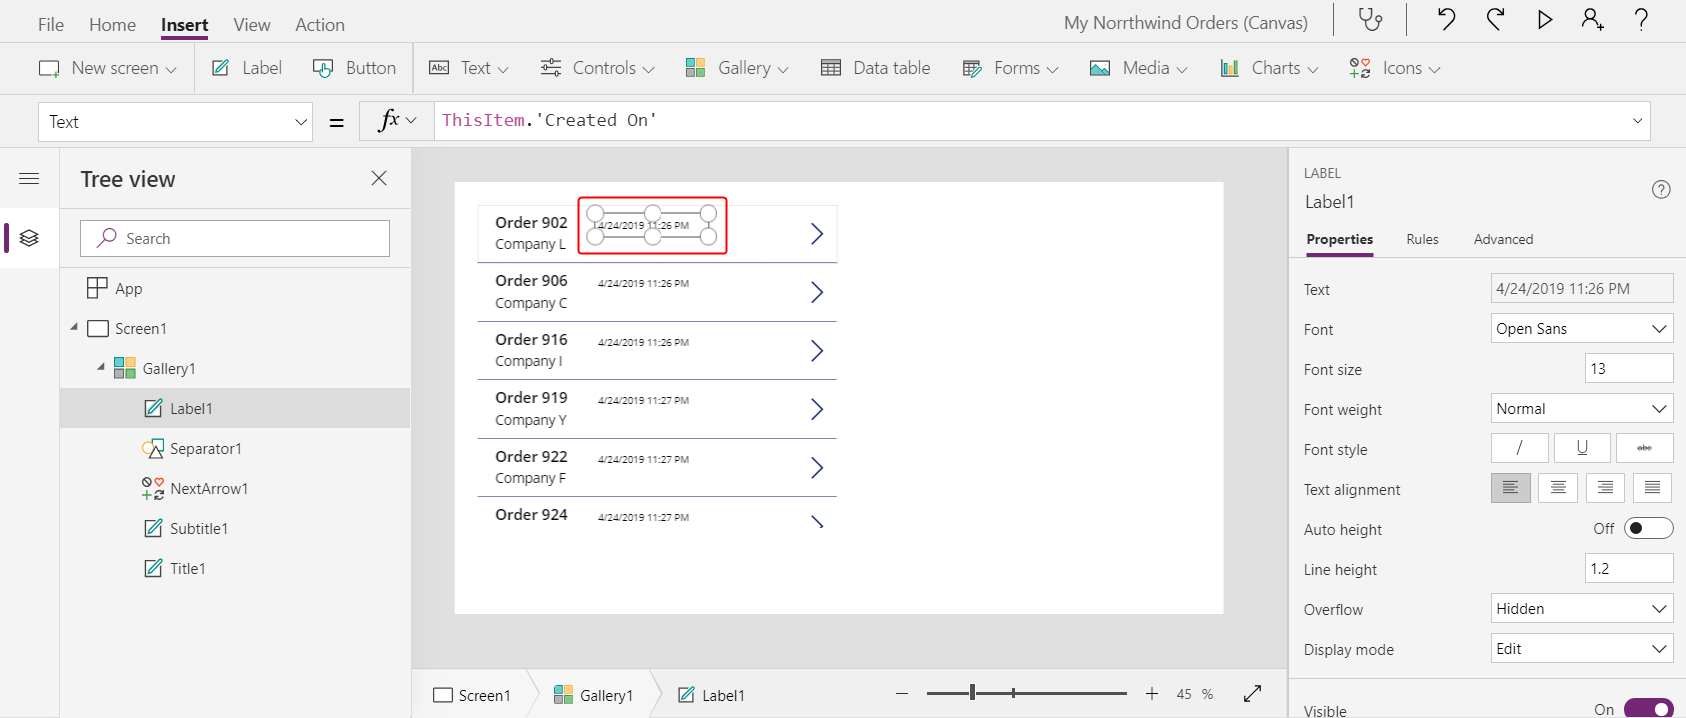 File Home Insert View Action My Norrthwind Orders (Canvas) ?
New screen Label Button Abc Text Controls Gallery Data table Forms Media Charts Icons
Text = fx ThisItem.'Created On'
Tree view
Search
App
Screen1
Gallery1
Label1
Separator1
NextArrow1
Subtitle1
Title1
Order 902 4/24/2019 11:26 PM
Company L
Order 906 4/24/2019 11:26 PM
Company C
Order 916 4/24/2019 11:26 PM
Company I
Order 919 4/24/2019 11:27 PM
Company Y
Order 922 4/24/2019 11:27 PM
Company F
Order 924 4/24/2019 11:27 PM
Screen1 Gallery1 Label1 45 %
LABEL
Label1 ?
Properties Rules Advanced
Text 4/24/2019 11:26 PM
Font Open Sans
Font size 13
Font weight Normal
Font style / U abc
Text alignment
Auto height Off
Line height 1.2
Overflow Hidden
Display mode Edit
Visible On